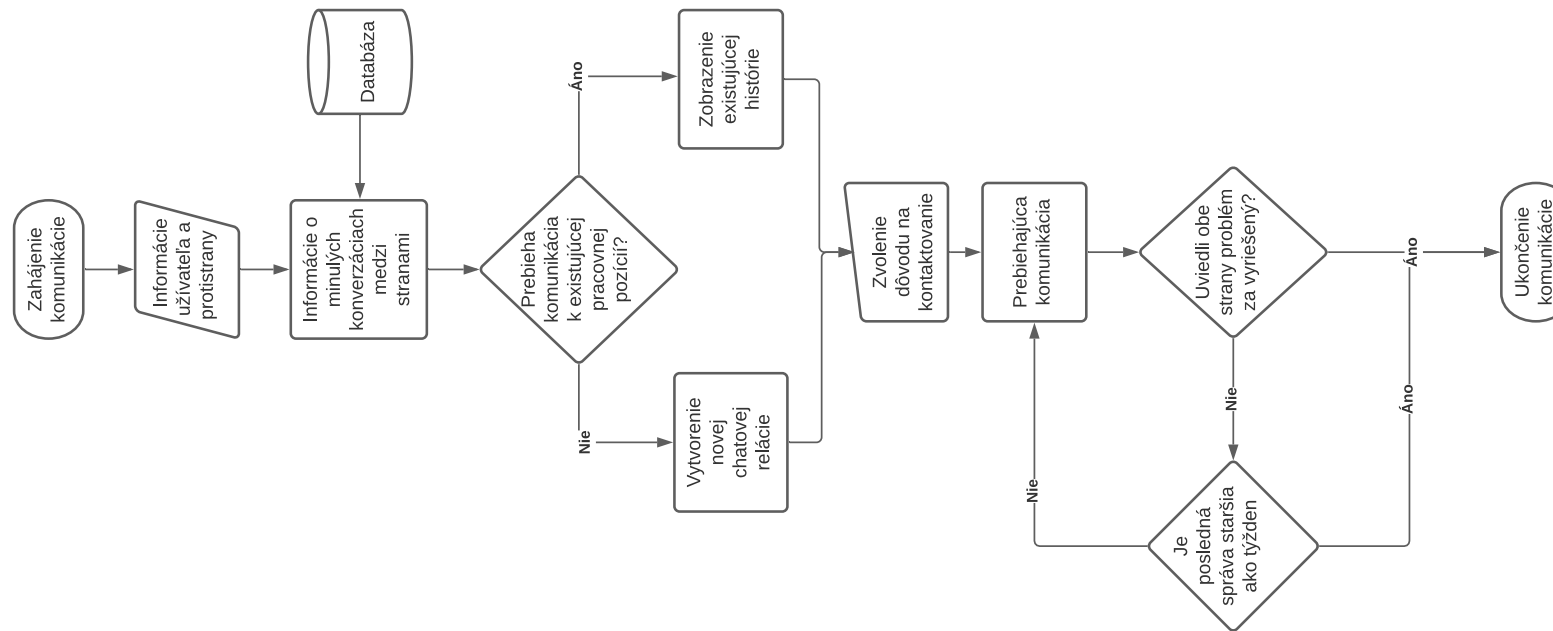 Zahájenie
komunikácie
Informácie
užívateľa a
protistrany
Databáza
Informácie o
minulých
konverzáciach
medzi
stranami
Prebieha
komunikácia
k existujúcej
pracovnej
pozícii?
Áno
Zobrazenie
existujúcej
histórie
Nie
Vytvorenie
novej
chatovej
relácie
Zvolenie
dôvodu na
kontaktovanie
Prebiehajúca
komunikácia
Uviedli obe
strany problém
za vyriešený?
Áno
Nie
Je
posledná
správa staršia
ako týžden
Nie
Áno
Ukončenie
komunikácie